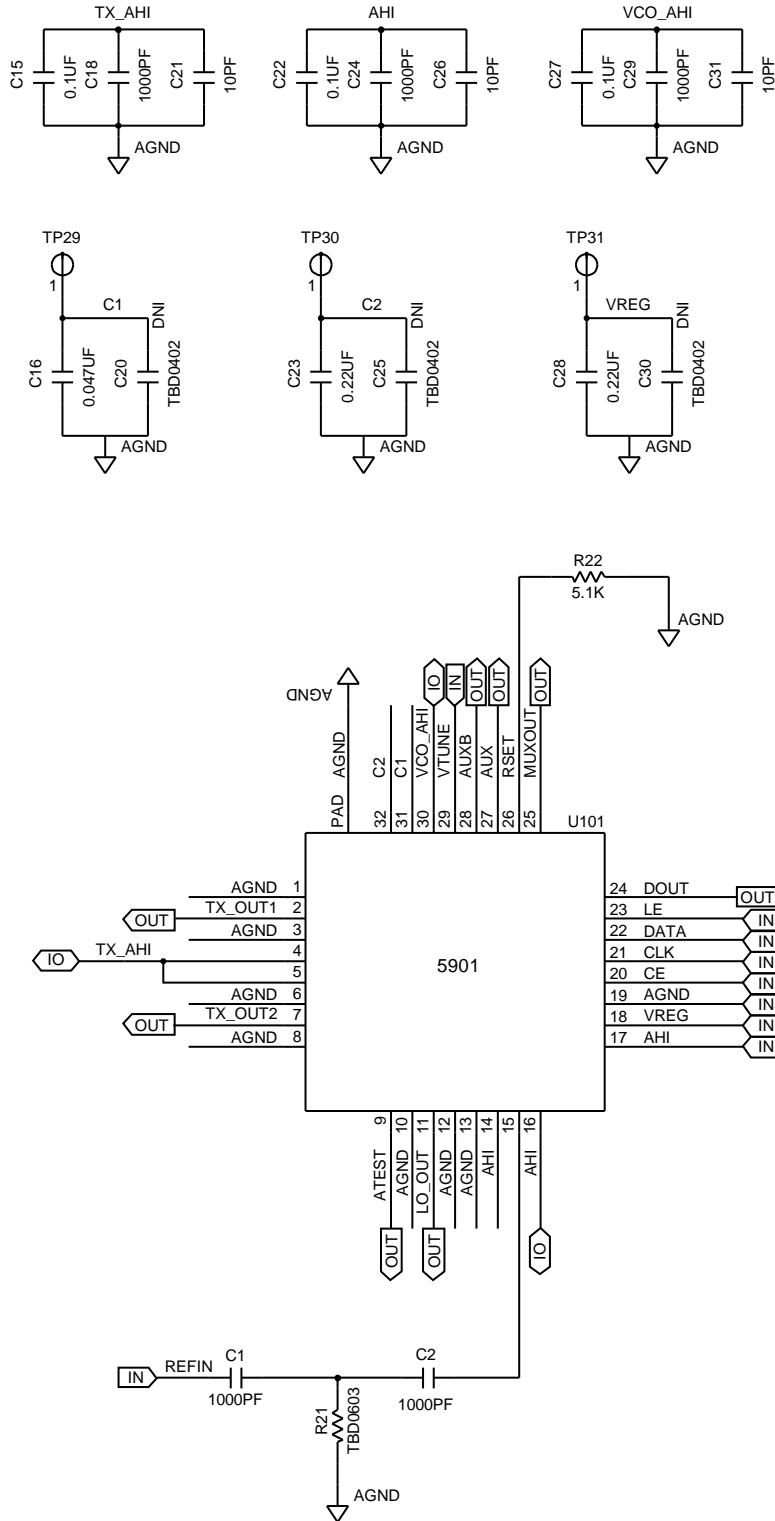 TX_AHI
AHI
VCO_AHI
C15
0.1UF
C18
1000PF
C21
10PF
C22
0.1UF
C24
1000PF
C26
10PF
C27
0.1UF
C29
1000PF
C31
10PF
AGND
AGND
AGND
TP29
TP30
TP31
1
1
1
C1
DNI
C2
DNI
VREG
DNI
C16
0.047UF
C20
TBD0402
C23
0.22UF
C25
TBD0402
C28
0.22UF
C30
TBD0402
AGND
AGND
AGND
R22
5.1K
AGND
AGND
IO
IN
OUT
OUT
OUT
PAD AGND
32 C2
31 C1
30 VCO_AHI
29 VTUNE
28 AUXB
27 AUX
26 RSET
25 MUXOUT
U101
AGND 1
OUT TX_OUT1 2
AGND 3
IO TX_AHI 4
5
AGND 6
OUT TX_OUT2 7
AGND 8
5901
24 DOUT OUT
23 LE IN
22 DATA IN
21 CLK IN
20 CE IN
19 AGND IN
18 VREG IN
17 AHI IN
ATEST 9
AGND 10
LO_OUT 11
AGND 12
AGND 13
AHI 14
15
AHI 16
OUT
OUT
IO
IN REFIN
C1
1000PF
C2
1000PF
R21
TBD0603
AGND